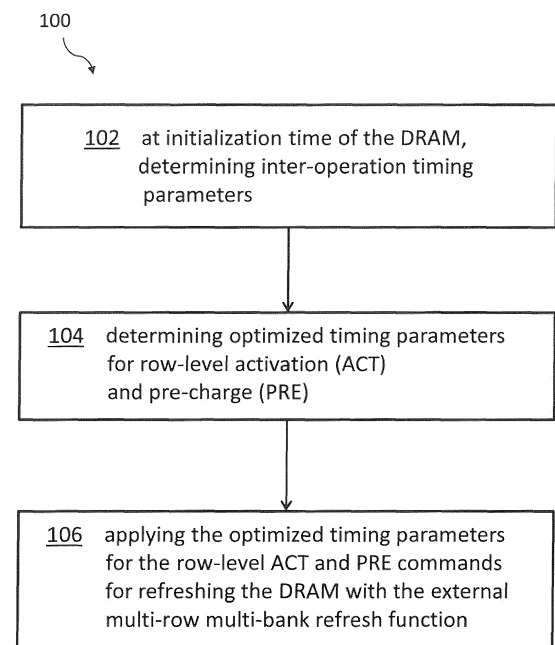 100
102 at initialization time of the DRAM,
determining inter-operation timing
parameters
104 determining optimized timing parameters
for row-level activation (ACT)
and pre-charge (PRE)
106 applying the optimized timing parameters
for the row-level ACT and PRE commands
for refreshing the DRAM with the external
multi-row multi-bank refresh function